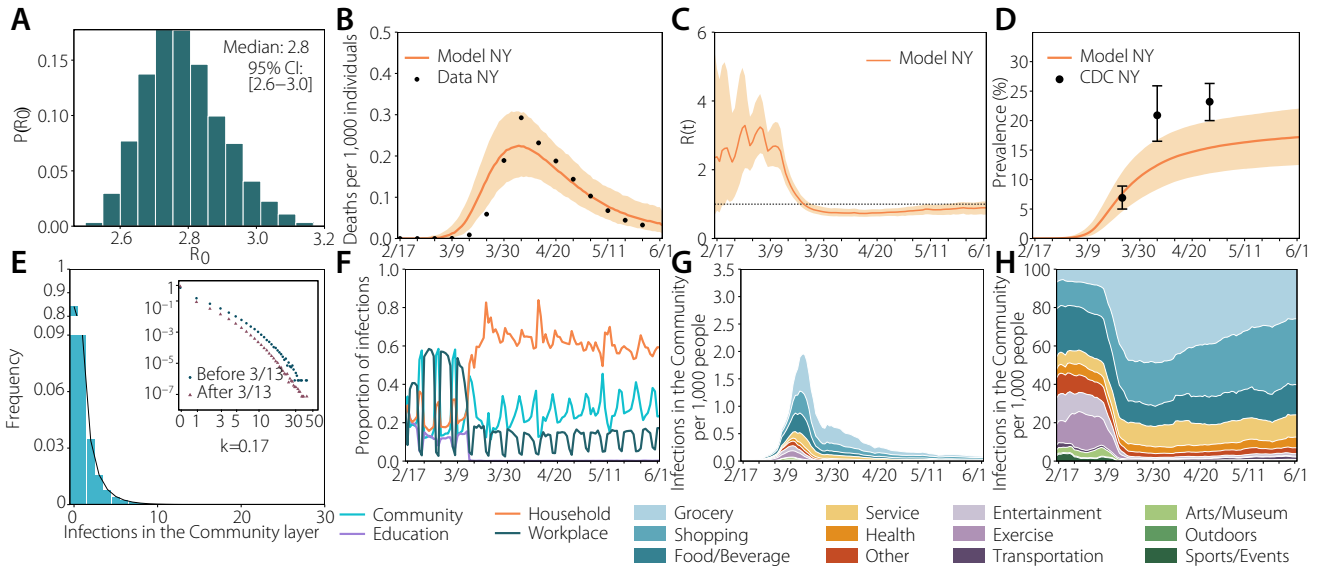 A
0.15
0.10
0.05
0.00
P(R0)
Median: 2.8
95% CI:
[2.6–3.0]
2.6
2.8
3.0
3.2
R0
B
Deaths per 1,000 individuals
0.5
0.4
0.3
0.2
0.1
0.0
Model NY
Data NY
2/17
3/9
3/30
4/20
5/11
6/1
C
R(t)
6
4
2
0
Model NY
2/17
3/9
3/30
4/20
5/11
6/1
D
Prevalence (%)
30
25
20
15
10
5
0
Model NY
CDC NY
2/17
3/9
3/30
4/20
5/11
6/1
E
Frequency
1
0.9
0.8
0.09
0.06
0.03
0
1
10−1
10−3
10−5
10−7
Before 3/13
After 3/13
0
1
3
5
10
30
50
k=0.17
0
10
20
30
Infections in the Community layer
F
Proportion of infections
1.0
0.8
0.6
0.4
0.2
0.0
2/17
3/9
3/30
4/20
5/11
6/1
G
Infections in the Community
per 1,000 people
3.5
3.0
2.5
2.0
1.5
1.0
0.5
0.0
2/17
3/9
3/30
4/20
5/11
6/1
H
Infections in the Community
per 1,000 people
100
80
60
40
20
0
2/17
3/9
3/30
4/20
5/11
6/1
Community
Household
Education
Workplace
Grocery
Service
Entertainment
Arts/Museum
Shopping
Health
Exercise
Outdoors
Food/Beverage
Other
Transportation
Sports/Events